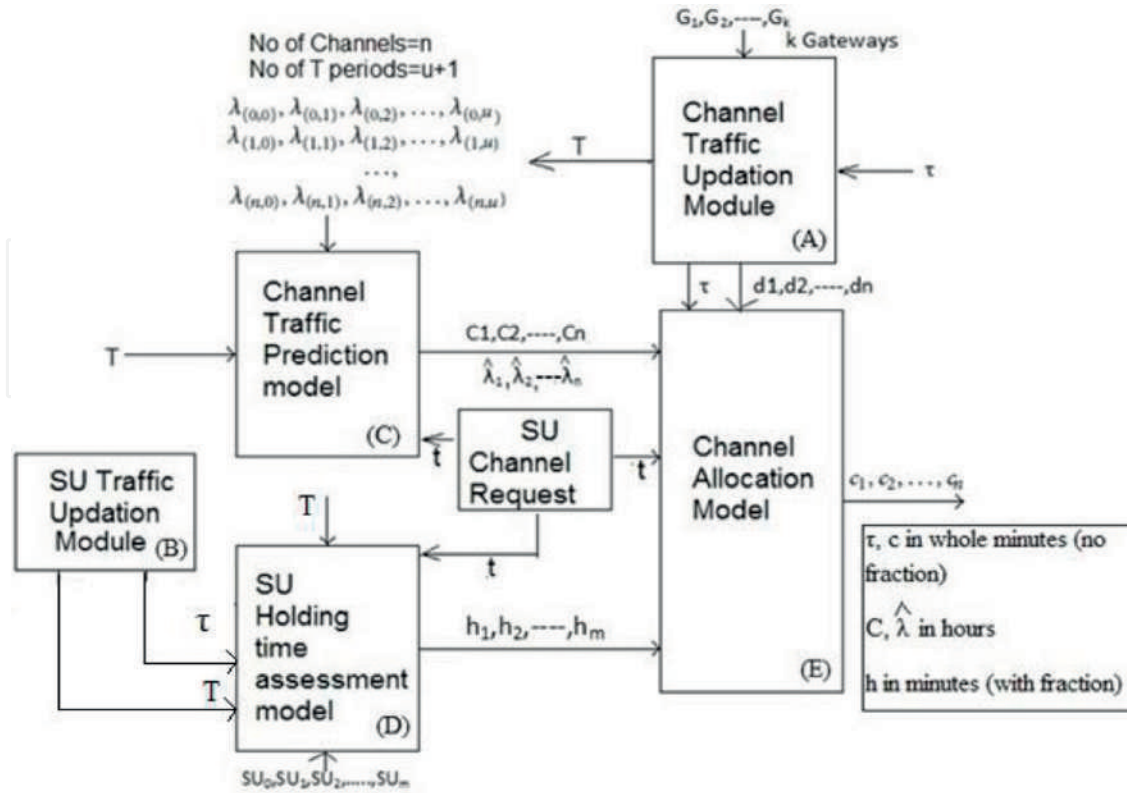 G₁, G₂, ----, Gₖ
k Gateways
No of Channels=n
No of T periods=u+1
λ(0,0), λ(0,1), λ(0,2), . . . , λ(0,u)
λ(1,0), λ(1,1), λ(1,2), . . . , λ(1,u)
. . . ,
λ(n,0), λ(n,1), λ(n,2), . . . , λ(n,u)
T
Channel
Traffic
Updation
Module
(A)
τ
τ
d1,d2,----,dn
T
Channel
Traffic
Prediction
model
(C)
C1,C2,----,Cn
λ̂₁,λ̂₂,---λ̂ₙ
t
SU
Channel
Request
t
t
Channel
Allocation
Model
(E)
c₁, c₂, . . . , cₙ
SU Traffic
Updation
Module
(B)
τ
T
T
SU
Holding
time
assessment
model
(D)
h₁,h₂,----,hₘ
SU₀,SU₁,SU₂,.....,SUₘ
τ, c in whole minutes (no
fraction)
C, λ̂ in hours
h in minutes (with fraction)